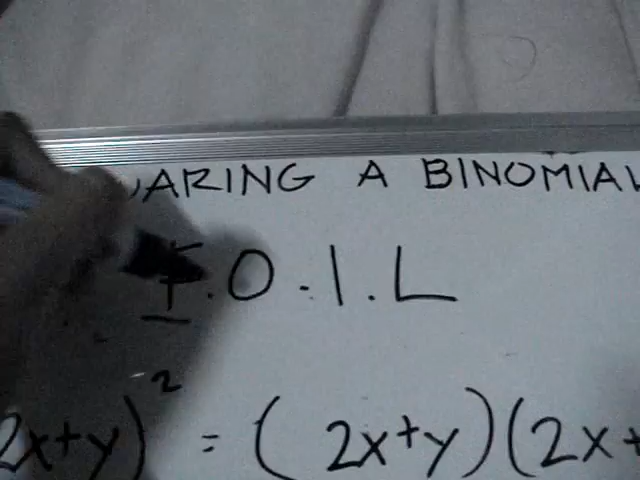 UARING A BINOMIAL
F.O.I.L
2x+y)² = (2x+y)(2x+